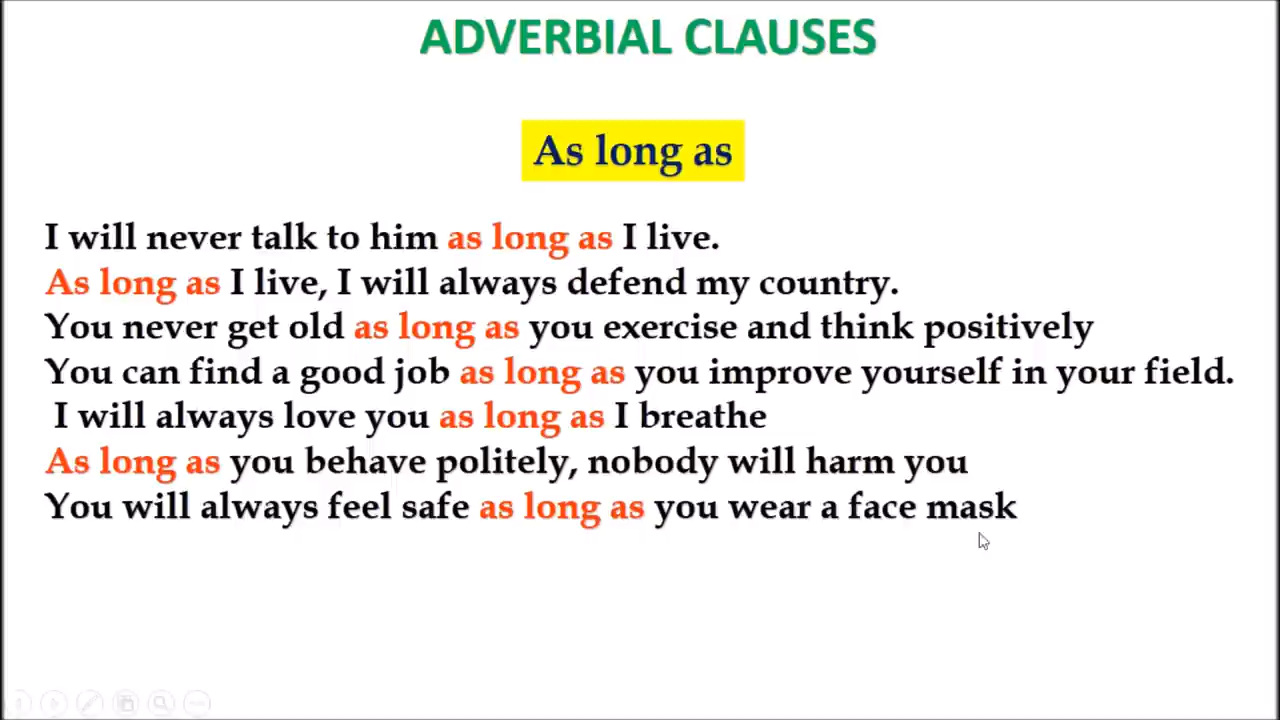 ADVERBIAL CLAUSES
As long as
I will never talk to him as long as I live.
As long as I live, I will always defend my country.
You never get old as long as you exercise and think positively
You can find a good job as long as you improve yourself in your field.
I will always love you as long as I breathe
As long as you behave politely, nobody will harm you
You will always feel safe as long as you wear a face mask